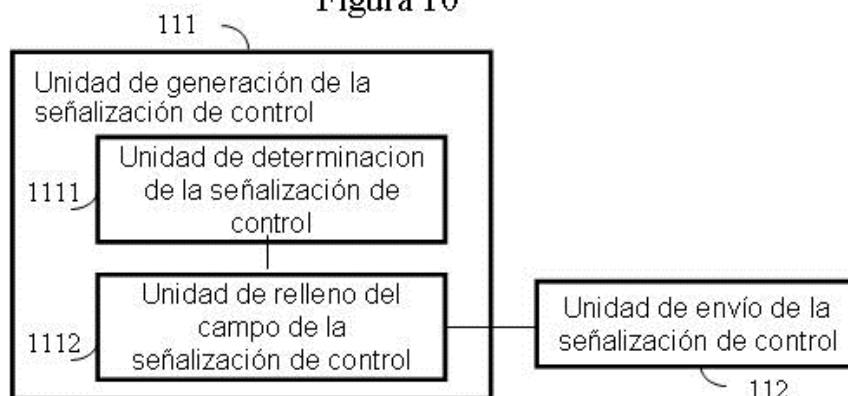 Figura 10
111
Unidad de generación de la
señalización de control
Unidad de determinacion
de la señalización de
control
1111
Unidad de relleno del
campo de la
señalización de control
1112
Unidad de envío de la
señalización de control
112